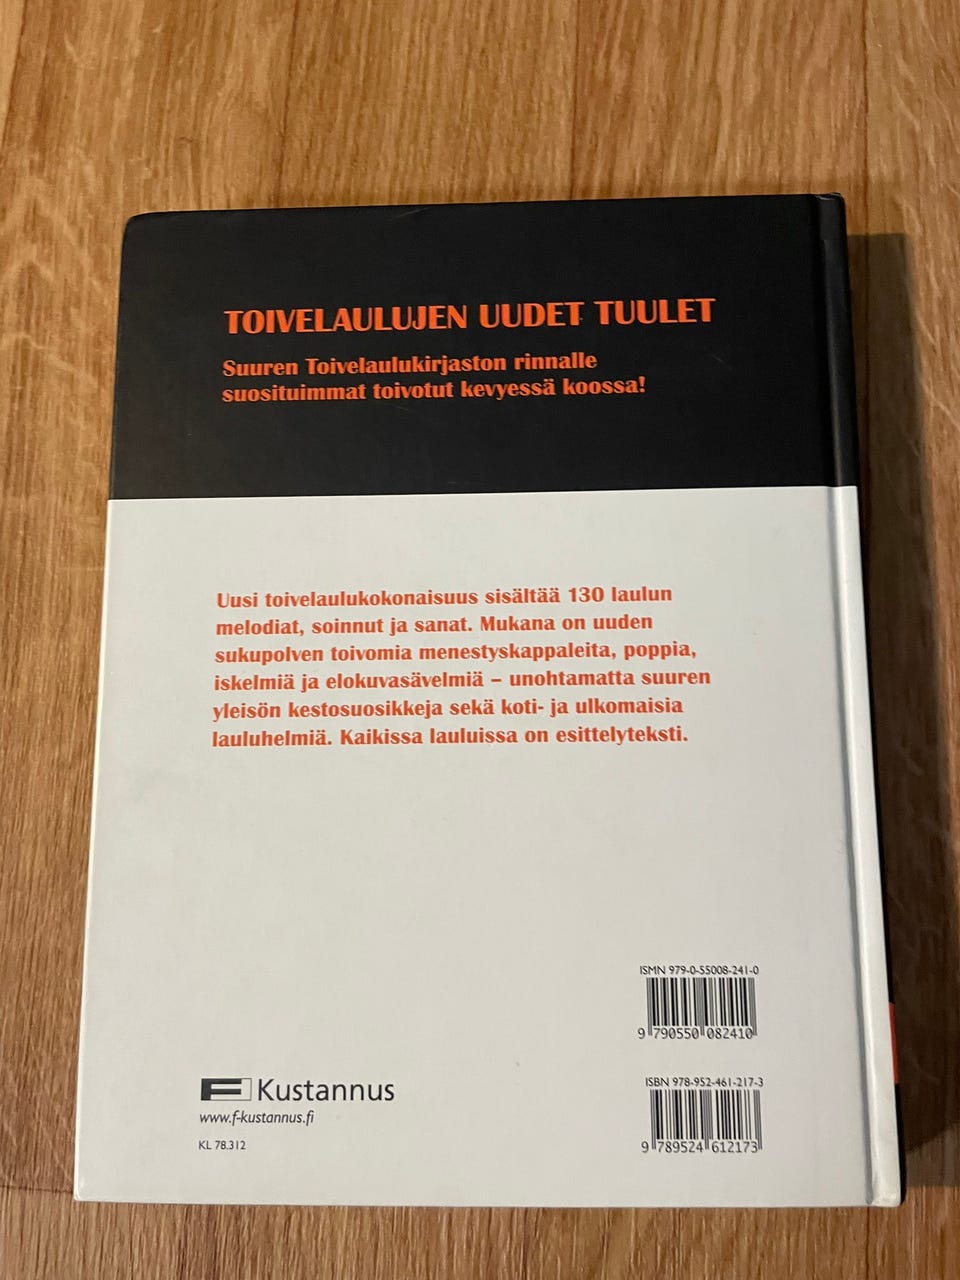 TOIVELAULUJEN UUDET TUULET
Suuren Toivelaulukirjaston rinnalle
suosituimmat toivotut kevyessä koossa!
Uusi toivelaulukokonaisuus sisältää 130 laulun
melodiat, soinnut ja sanat. Mukana on uuden
sukupolven toivomia menestyskappaleita, poppia,
iskelmiä ja elokuvasävelmiä – unohtamatta suuren
yleisön kestosuosikkeja sekä koti- ja ulkomaisia
lauluhelmiä. Kaikissa lauluissa on esittelyteksti.
ISMN 979-0-55008-241-0
9 790550 082410
F Kustannus
www.f-kustannus.fi
KL 78.312
ISBN 978-952-461-217-3
9 789524 612173